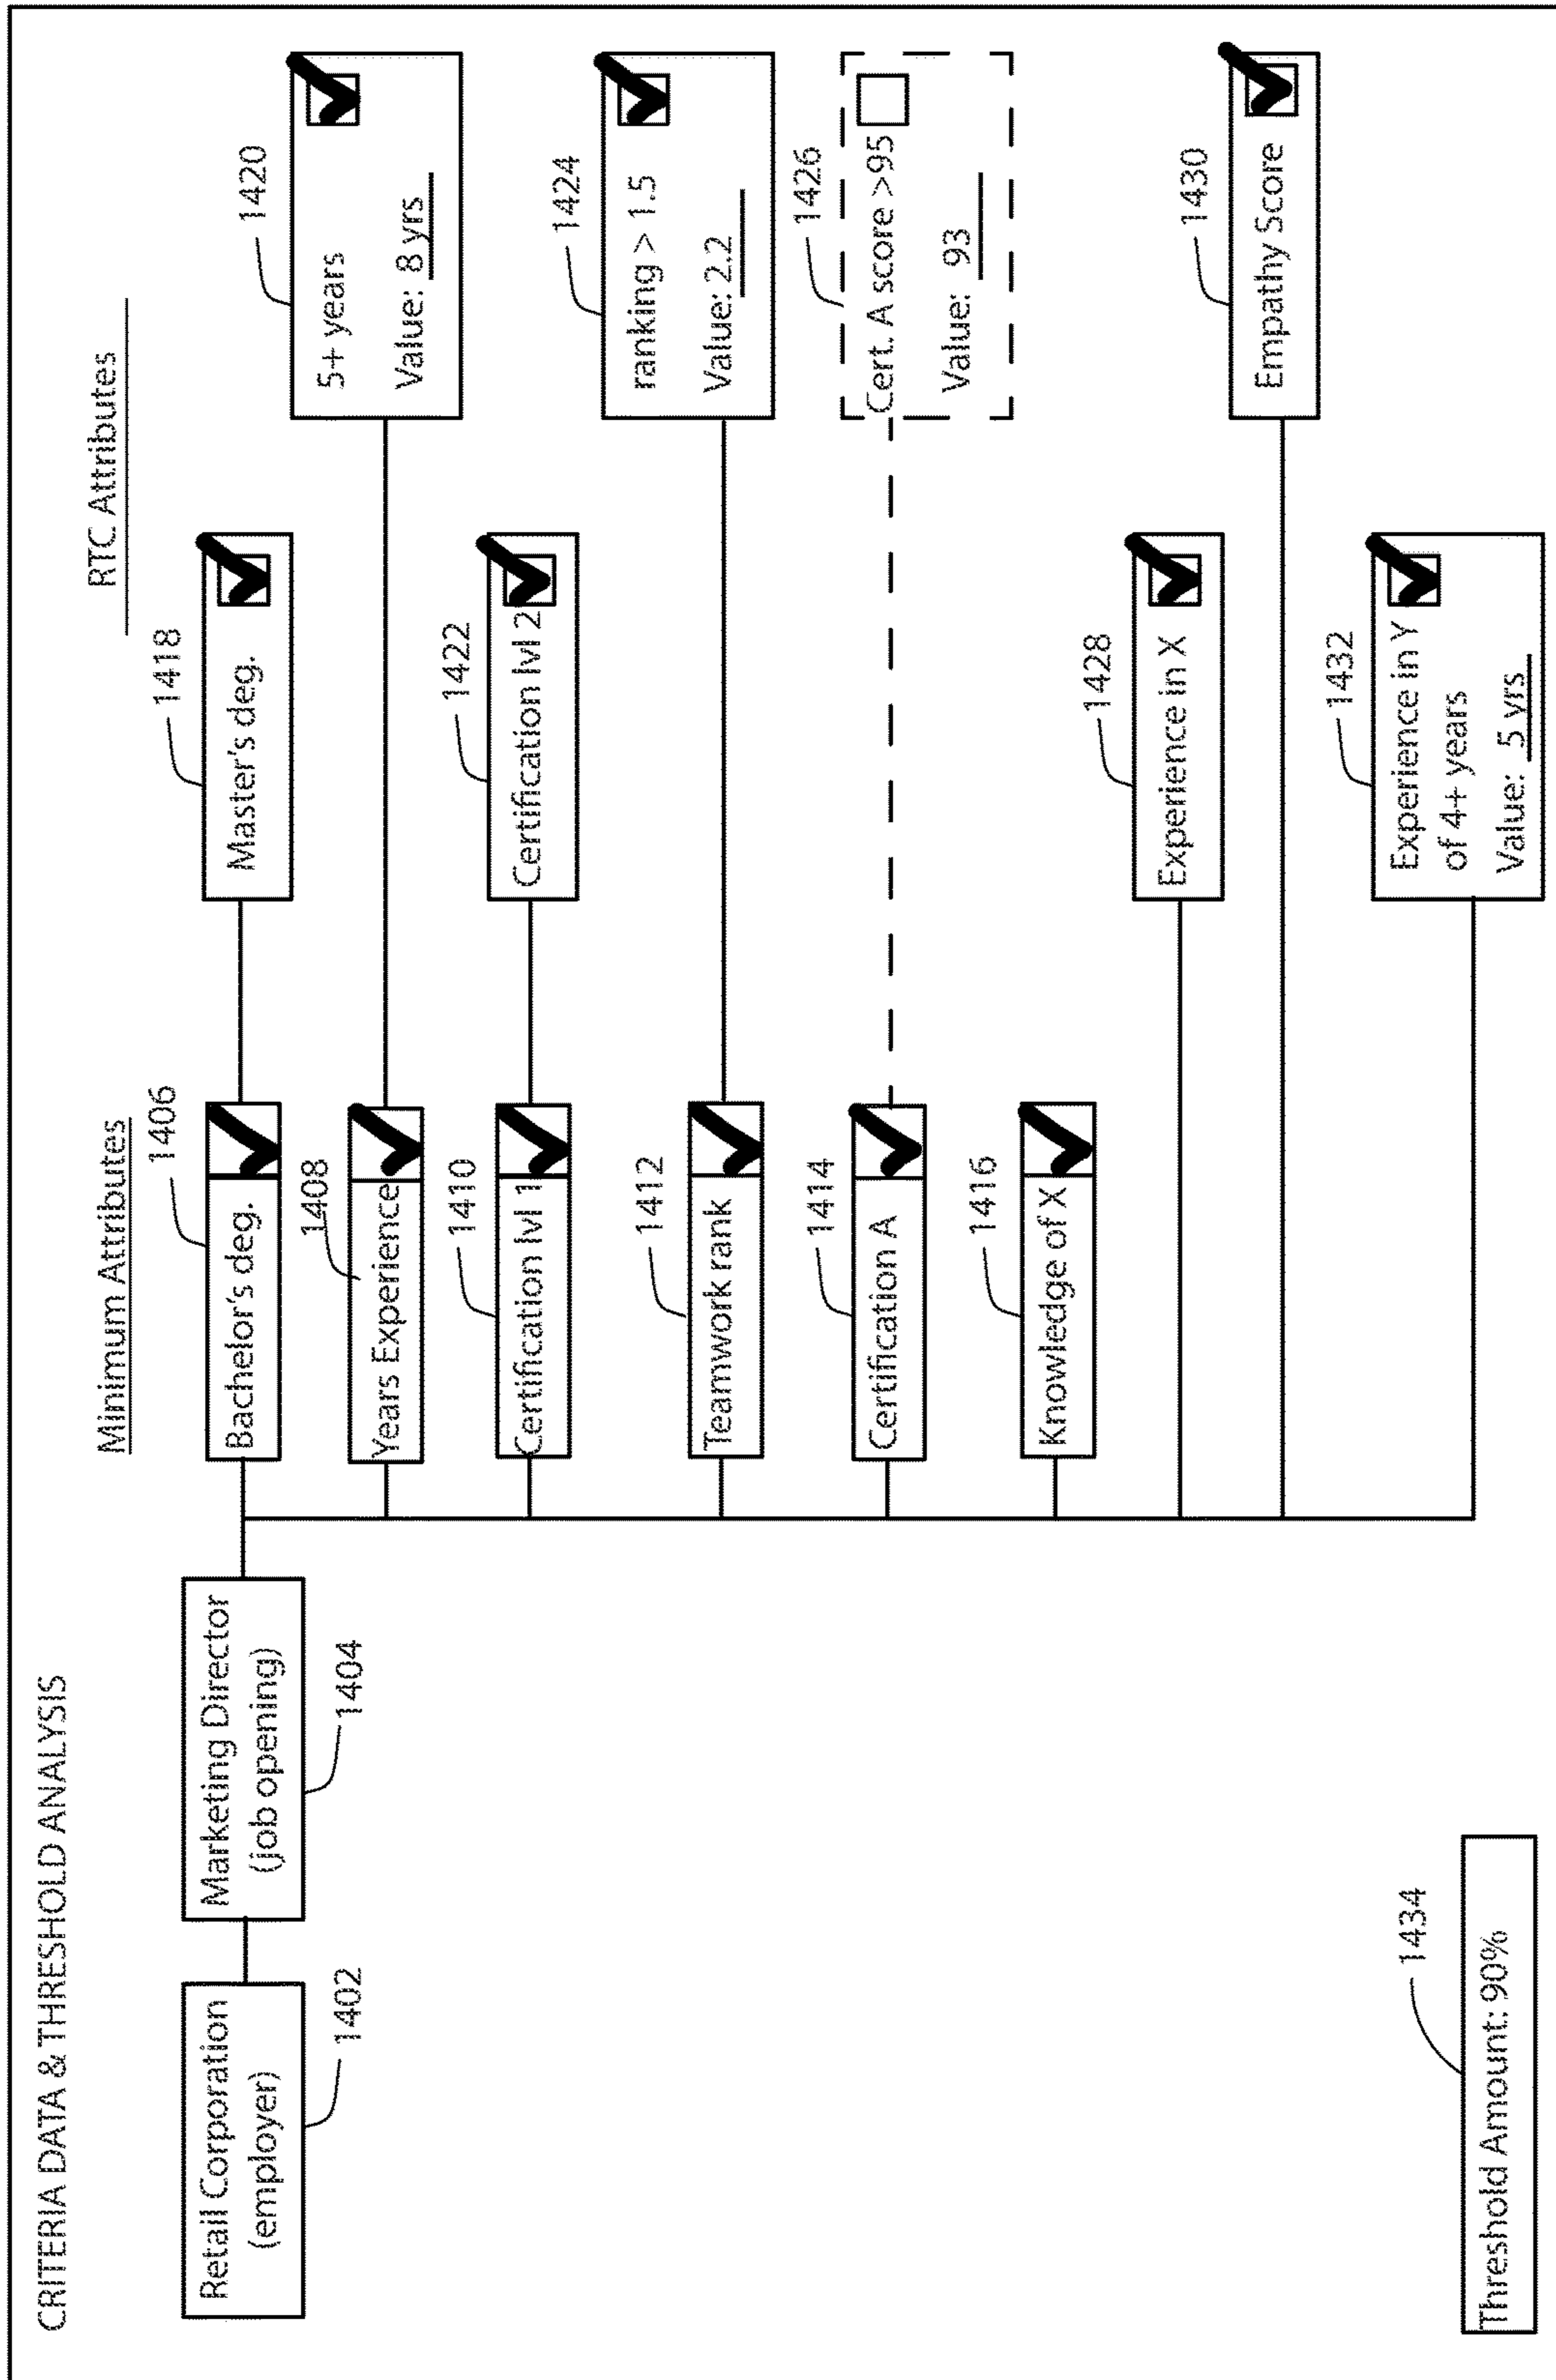 CRITERIA DATA & THRESHOLD ANALYSIS
Minimum Attributes
RTC Attributes
Retail Corporation
(employer)
1402
Marketing Director
(job opening)
1404
1406
Bachelor's deg.
1418
Master's deg.
1408
Years Experience
1420
5+ years
Value: 8 yrs
1410
Certification lvl 1
1422
Certification lvl 2
1412
Teamwork rank
1424
ranking > 1.5
Value: 2.2
1414
Certification A
1426
Cert. A score >95
Value: 93
1416
Knowledge of X
1428
Experience in X
1430
Empathy Score
1432
Experience in Y
of 4+ years
Value: 5 yrs
1434
Threshold Amount: 90%